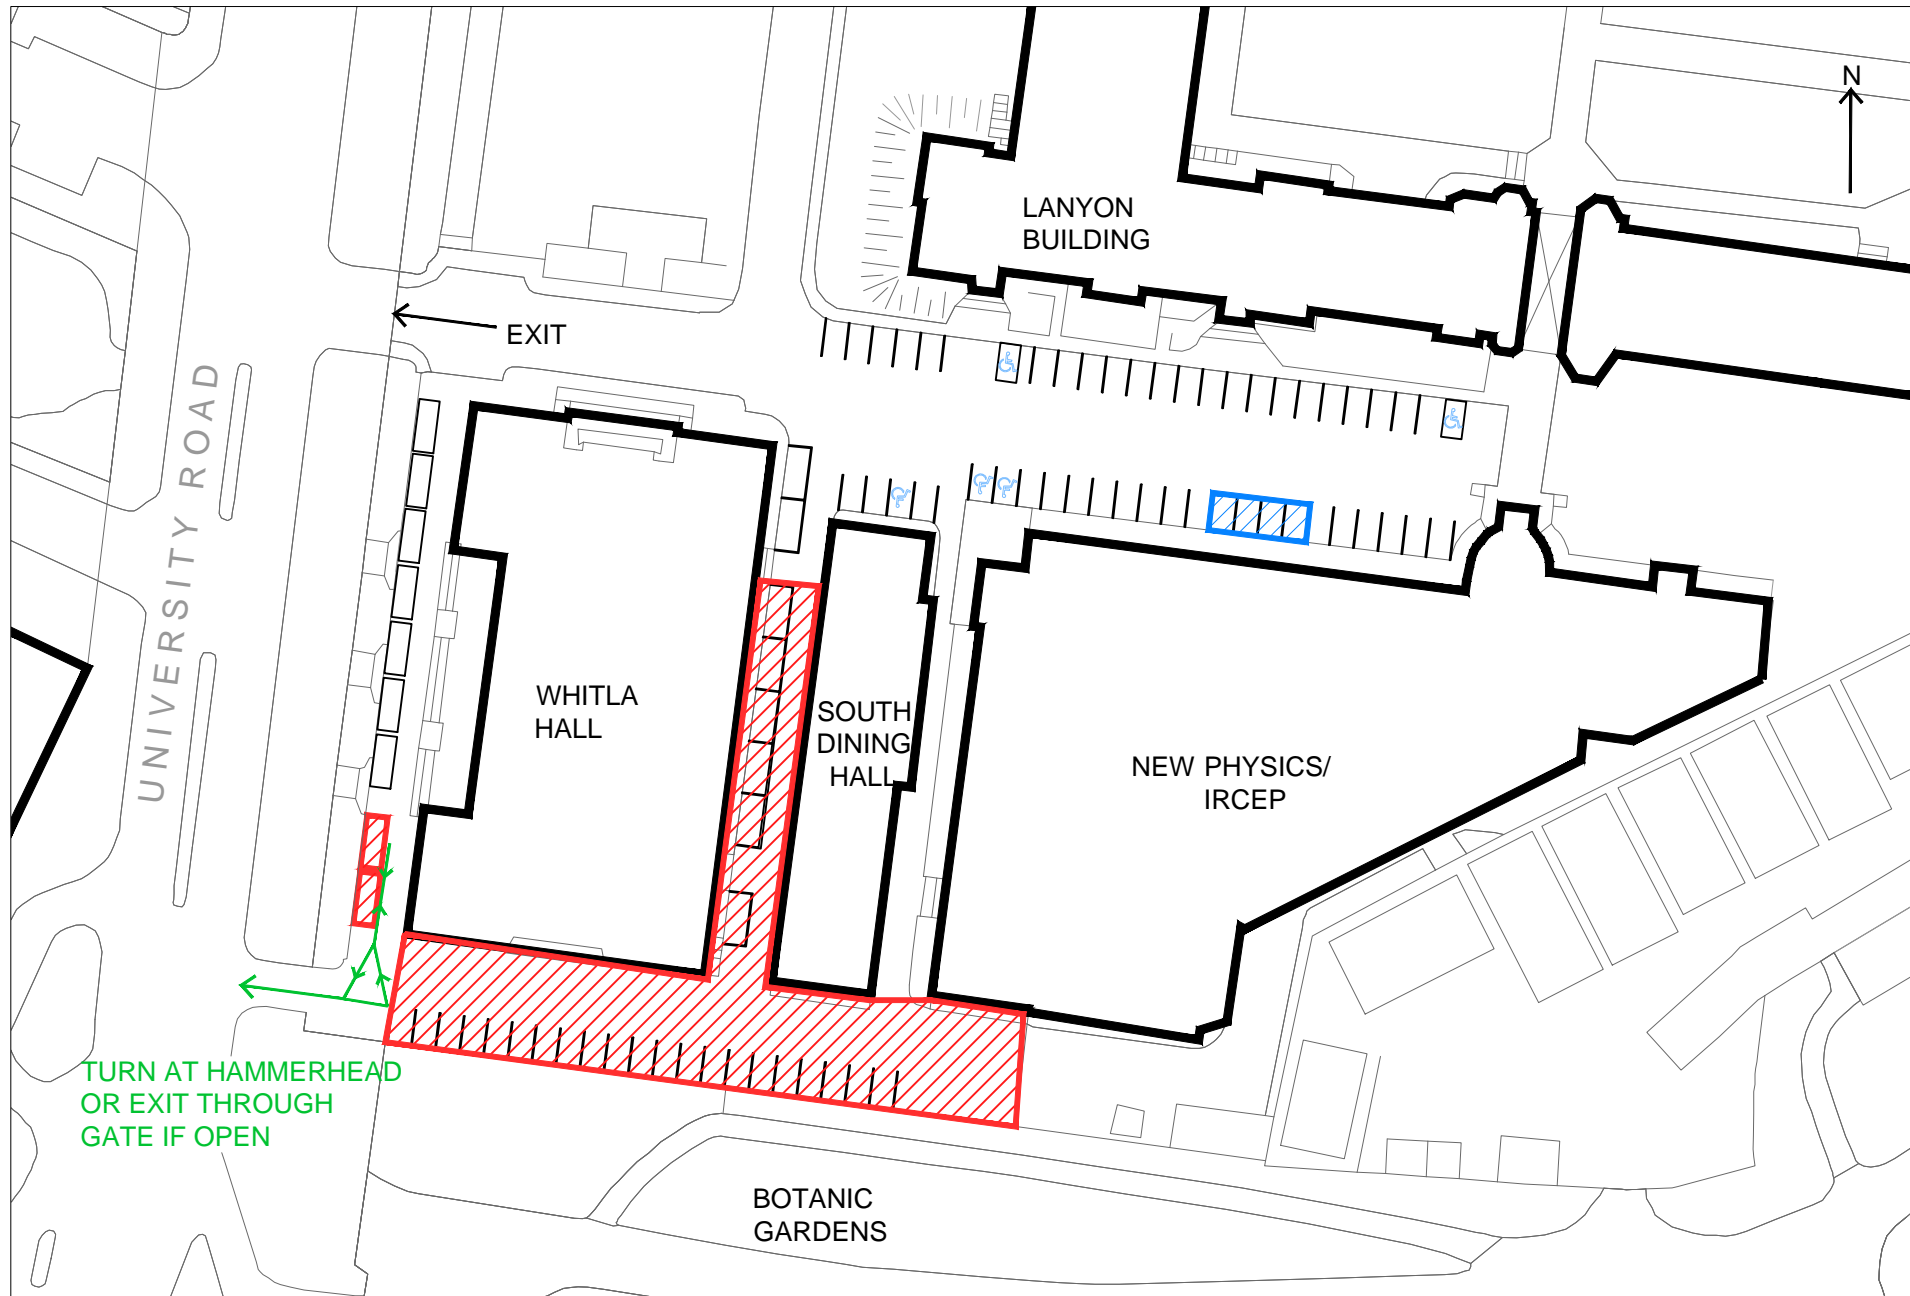 N
LANYON
BUILDING
EXIT
UNIVERSITY ROAD
WHITLA
HALL
SOUTH
DINING
HALL
NEW PHYSICS/
IRCEP
TURN AT HAMMERHEAD
OR EXIT THROUGH
GATE IF OPEN
BOTANIC
GARDENS